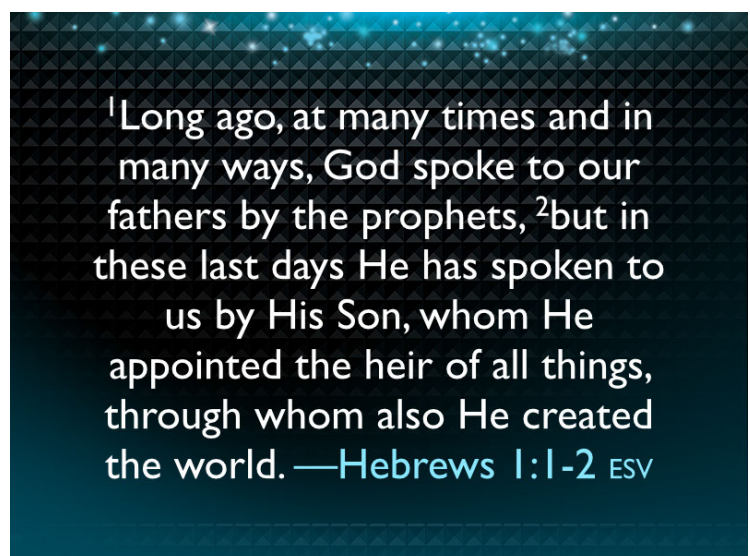 ¹Long ago, at many times and in
many ways, God spoke to our
fathers by the prophets, ²but in
these last days He has spoken to
us by His Son, whom He
appointed the heir of all things,
through whom also He created
the world. —Hebrews 1:1-2 ESV